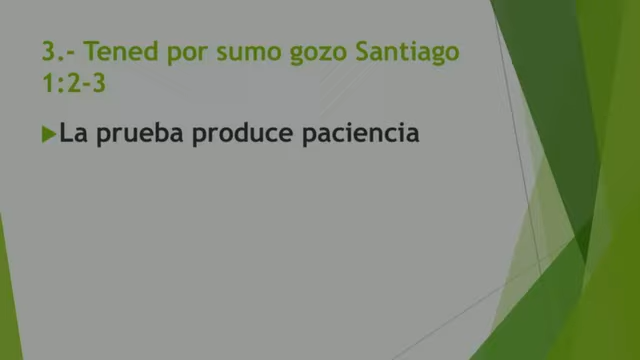 3.- Tened por sumo gozo Santiago
1:2-3
La prueba produce paciencia